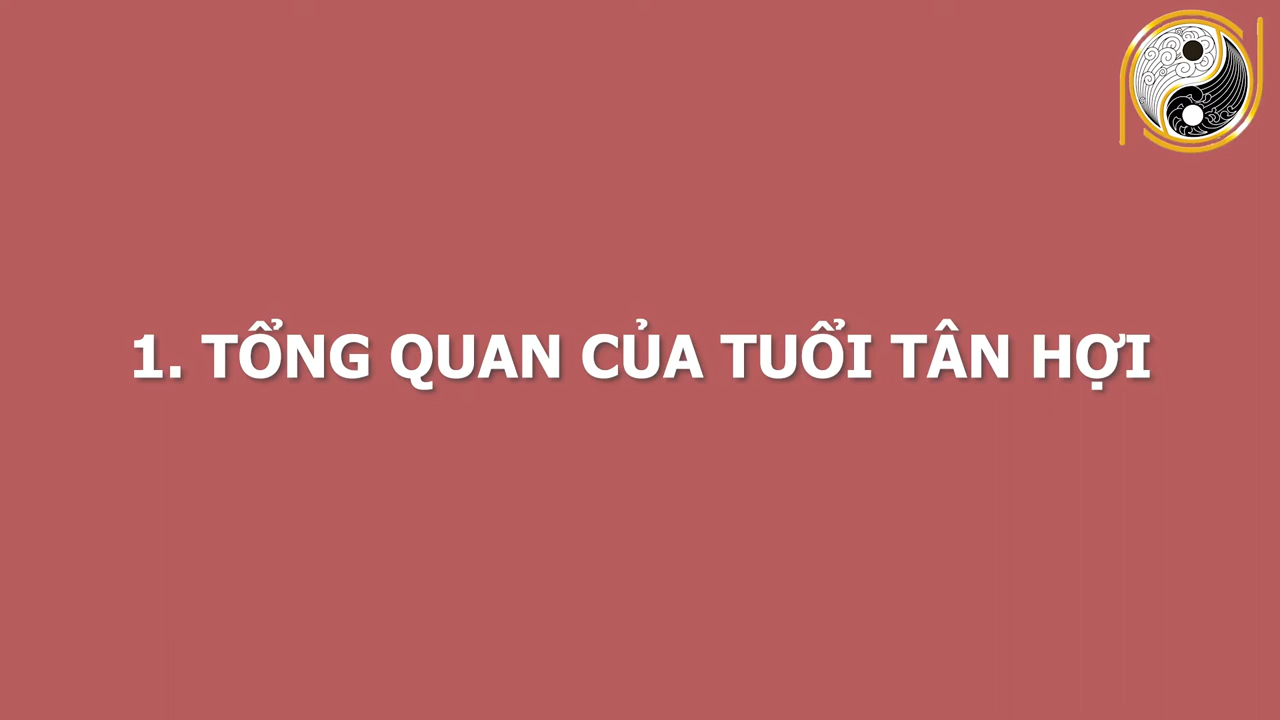 1. TỔNG QUAN CỦA TUỔI TÂN HỢI